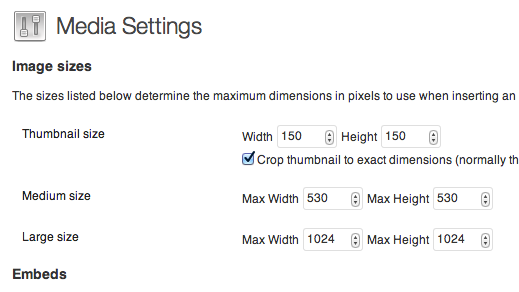 Media Settings
Image sizes
The sizes listed below determine the maximum dimensions in pixels to use when inserting an
Thumbnail size Width 150 Height 150
Crop thumbnail to exact dimensions (normally th
Medium size Max Width 530 Max Height 530
Large size Max Width 1024 Max Height 1024
Embeds